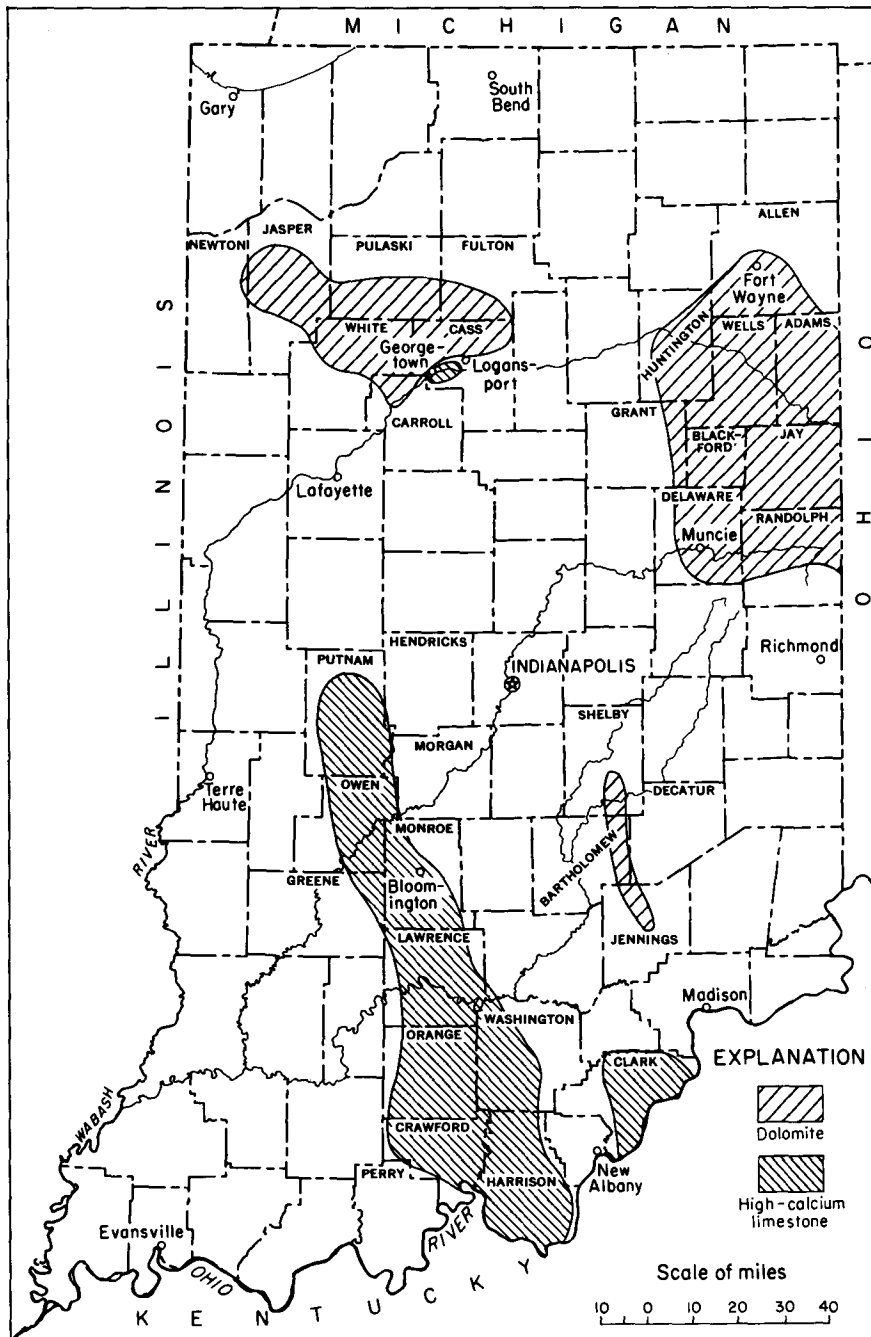 M I C H I G A N
South
Bend
Gary
ALLEN
JASPER
NEWTON
PULASKI
FULTON
Fort
Wayne
WHITE
CASS
HUNTINGTON
WELLS
ADAMS
George-
town
Logans-
port
GRANT
CARROLL
BLACK-
FORD
JAY
I L L I N O I S
O H I O
Lafayette
DELAWARE
RANDOLPH
Muncie
HENDRICKS
Richmond
PUTNAM
INDIANAPOLIS
SHELBY
MORGAN
Terre
Haute
OWEN
DECATUR
MONROE
BARTHOLOMEW
GREENE
Bloom-
ington
LAWRENCE
JENNINGS
WABASH RIVER
Madison
WASHINGTON
ORANGE
CLARK
EXPLANATION
Dolomite
CRAWFORD
New
Albany
PERRY
HARRISON
High-calcium
limestone
Evansville
OHIO RIVER
K E N T U C K Y
Scale of miles
10 0 10 20 30 40